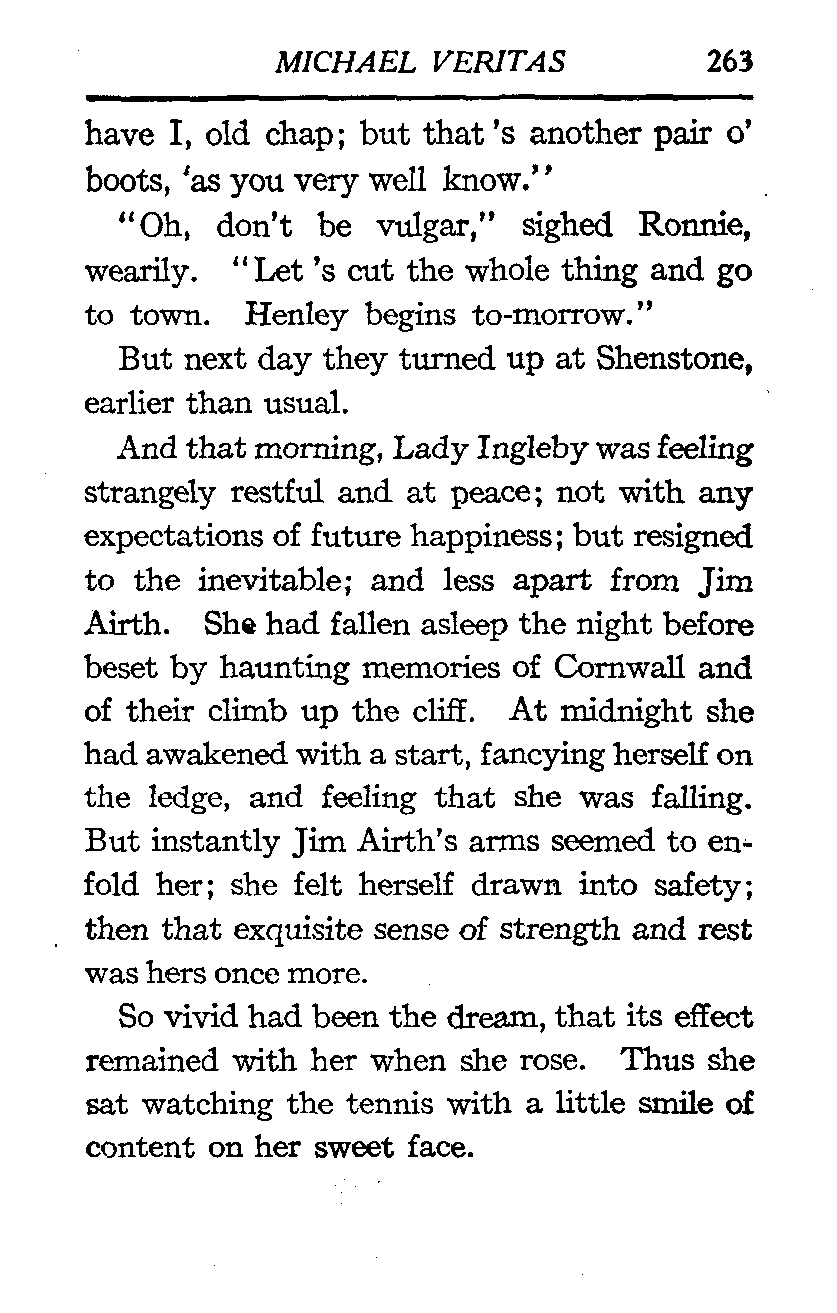 MICHAEL VERITAS 263
have I, old chap; but that 's another pair o'
boots, 'as you very well know.''
"Oh, don't be vulgar," sighed Ronnie,
wearily. "Let 's cut the whole thing and go
to town. Henley begins to-morrow."
But next day they turned up at Shenstone,
earlier than usual.
And that morning, Lady Ingleby was feeling
strangely restful and at peace; not with any
expectations of future happiness; but resigned
to the inevitable; and less apart from Jim
Airth. She had fallen asleep the night before
beset by haunting memories of Cornwall and
of their climb up the cliff. At midnight she
had awakened with a start, fancying herself on
the ledge, and feeling that she was falling.
But instantly Jim Airth's arms seemed to en-
fold her; she felt herself drawn into safety;
then that exquisite sense of strength and rest
was hers once more.
So vivid had been the dream, that its effect
remained with her when she rose. Thus she
sat watching the tennis with a little smile of
content on her sweet face.